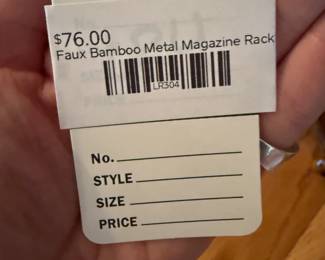 $76.00
Faux Bamboo Metal Magazine Rack
LR304
No.
STYLE
SIZE
PRICE